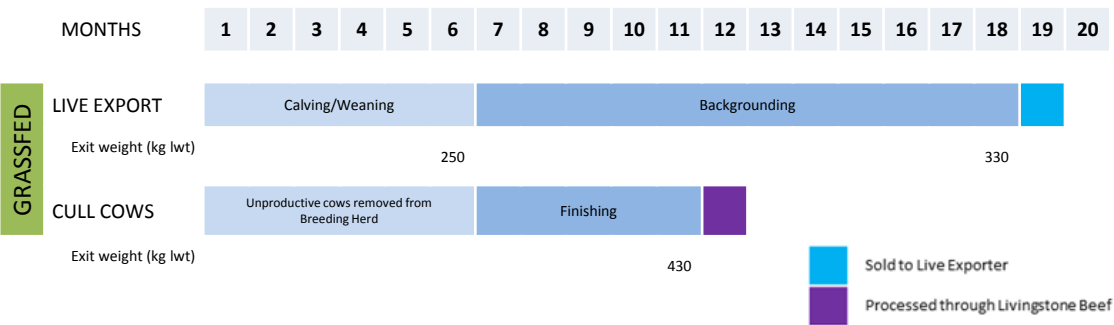 MONTHS 1 2 3 4 5 6 7 8 9 10 11 12 13 14 15 16 17 18 19 20
GRASSFED
LIVE EXPORT Calving/Weaning Backgrounding
Exit weight (kg lwt) 250 330
CULL COWS Unproductive cows removed from
Breeding Herd Finishing
Exit weight (kg lwt) 430
Sold to Live Exporter
Processed through Livingstone Beef